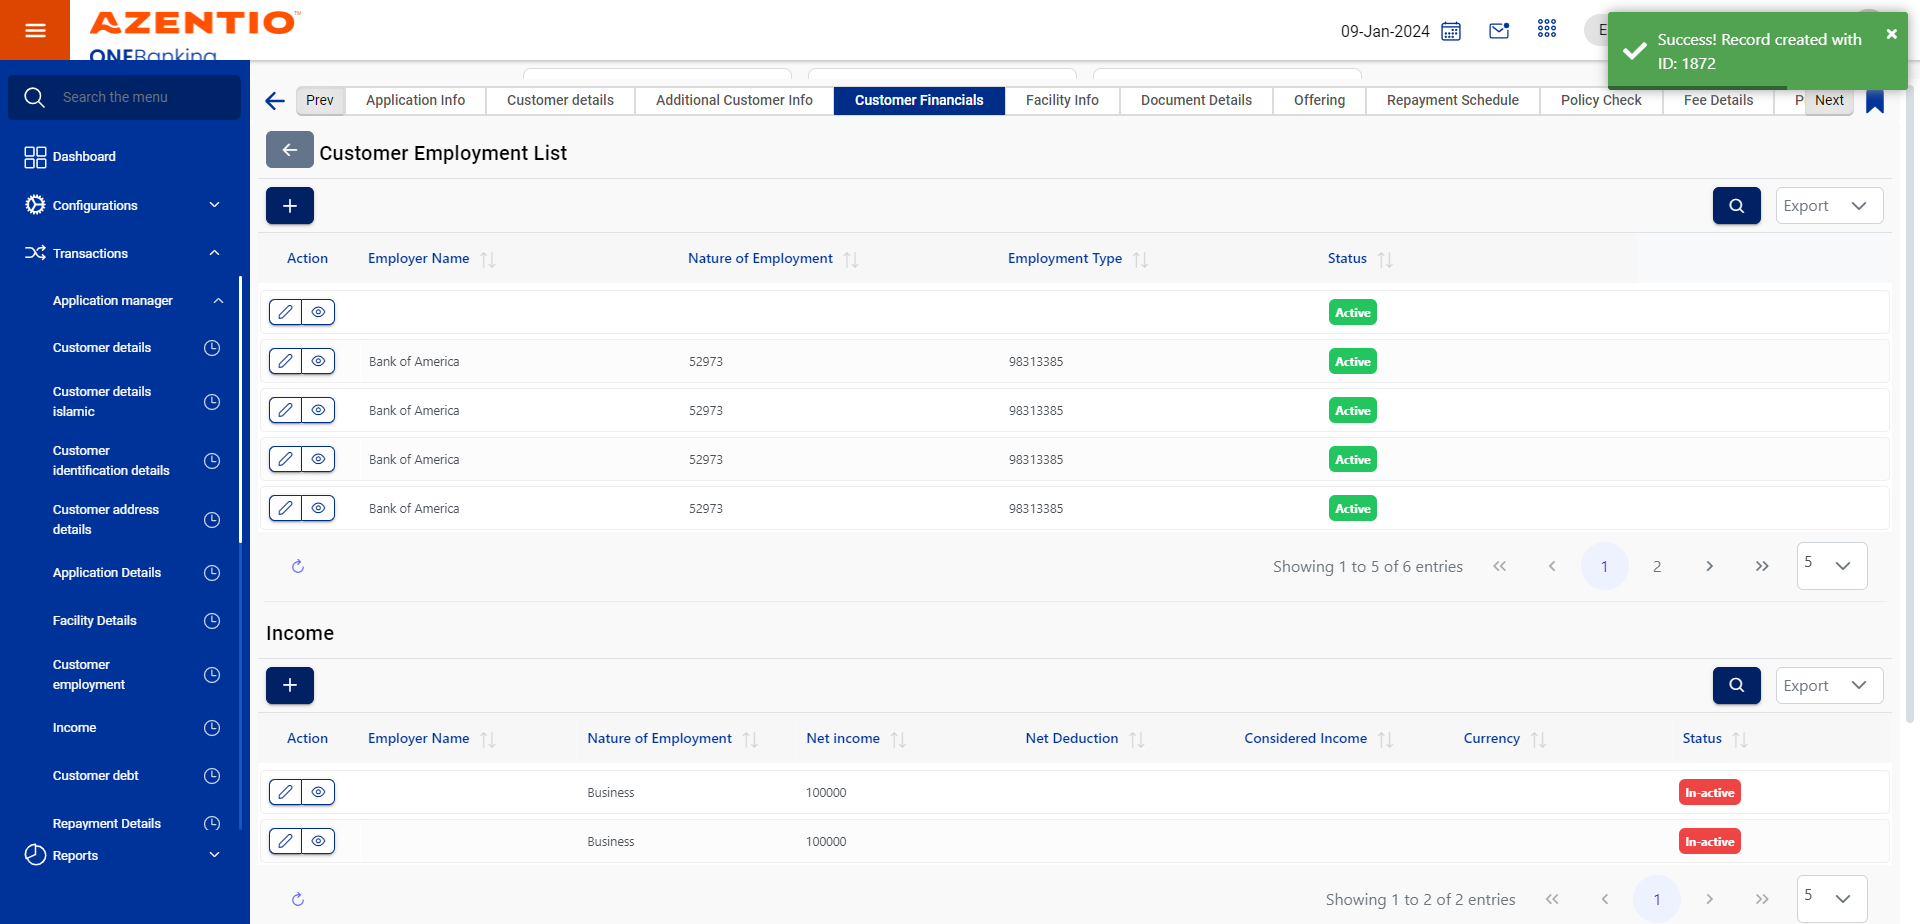 AZENTIO™
ONEBanking
09-Jan-2024
E
Success! Record created with
ID: 1872
Search the menu
Dashboard
Configurations
Transactions
Application manager
Customer details
Customer details
islamic
Customer
identification details
Customer address
details
Application Details
Facility Details
Customer
employment
Income
Customer debt
Repayment Details
Reports
Prev Application Info Customer details Additional Customer Info Customer Financials Facility Info Document Details Offering Repayment Schedule Policy Check Fee Details P Next
Customer Employment List
Export
Action Employer Name Nature of Employment Employment Type Status
Active
Bank of America 52973 98313385 Active
Bank of America 52973 98313385 Active
Bank of America 52973 98313385 Active
Bank of America 52973 98313385 Active
Showing 1 to 5 of 6 entries 1 2 5
Income
Export
Action Employer Name Nature of Employment Net income Net Deduction Considered Income Currency Status
Business 100000 In-active
Business 100000 In-active
Showing 1 to 2 of 2 entries 1 5